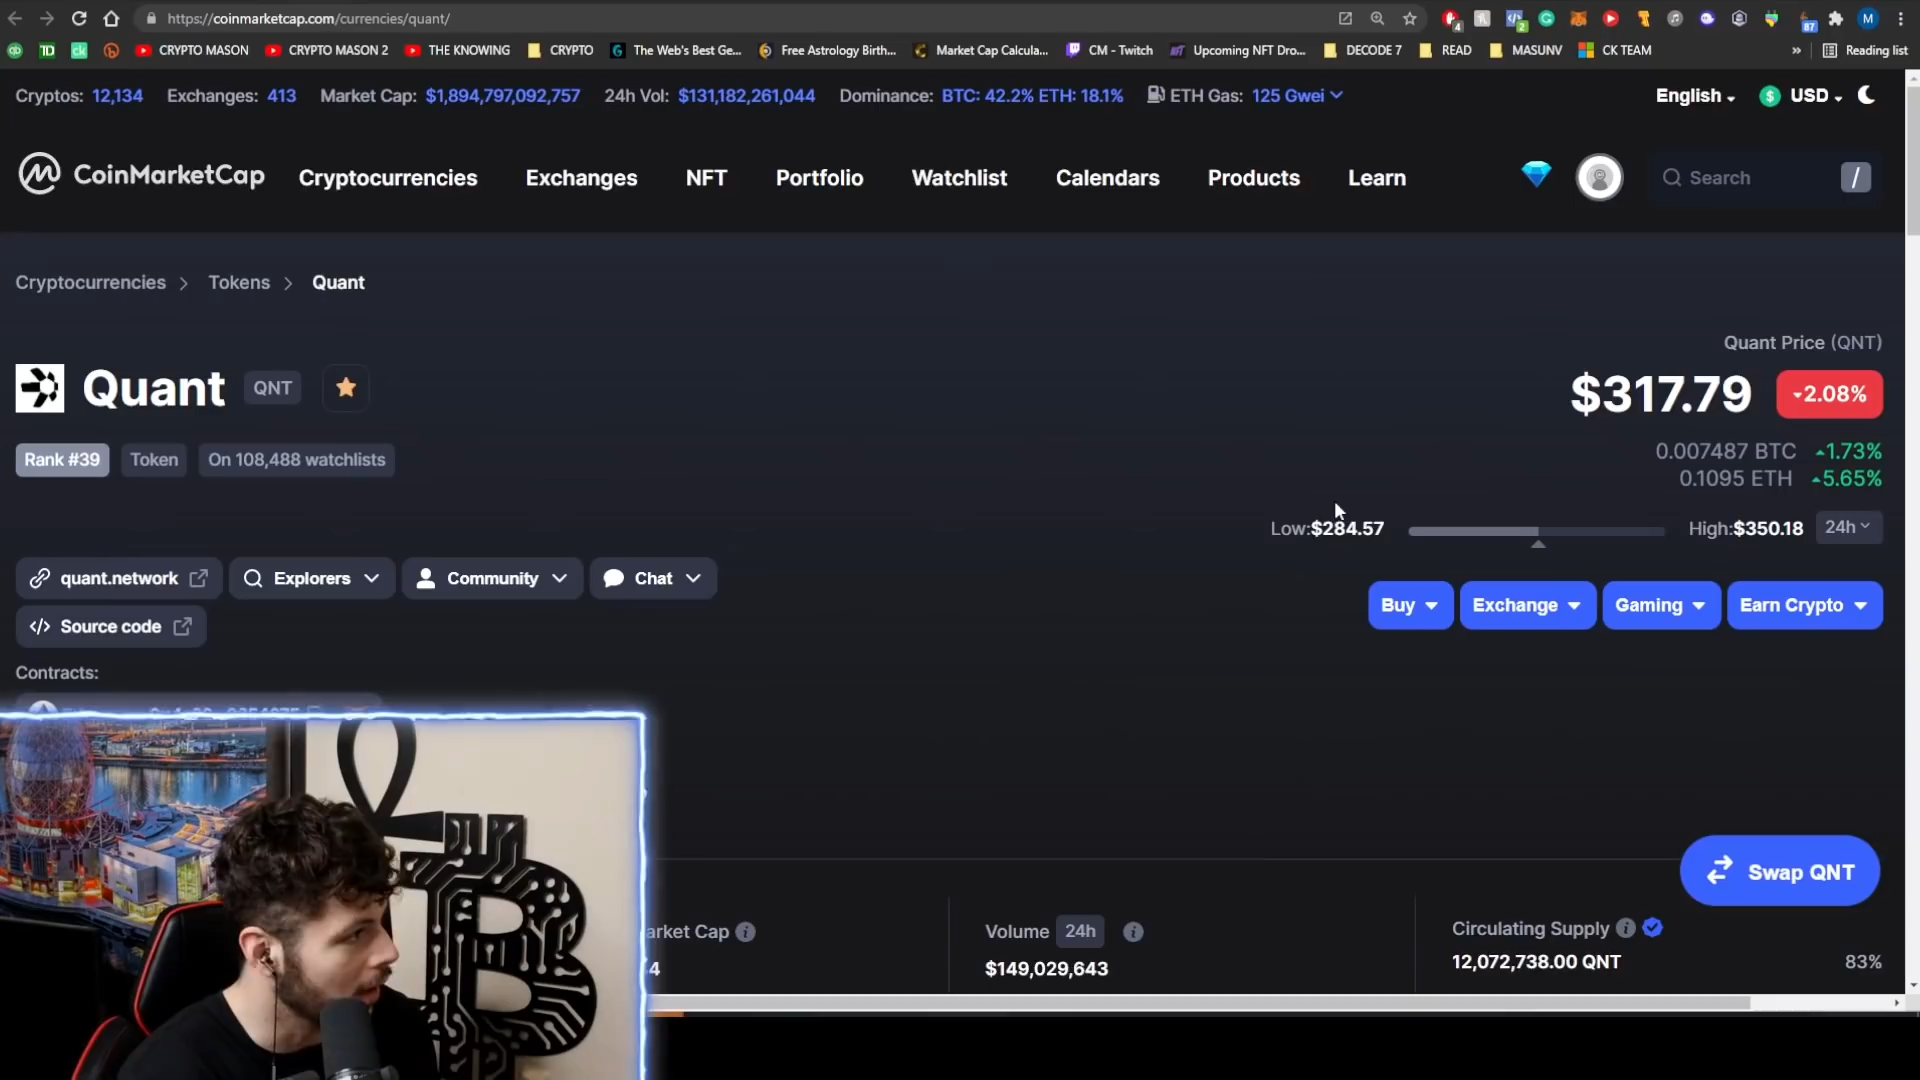 https://coinmarketcap.com/currencies/quant/
TD
ck
CRYPTO MASON
CRYPTO MASON 2
THE KNOWING
CRYPTO
The Web's Best Ge...
Free Astrology Birth...
Market Cap Calcula...
CM - Twitch
Upcoming NFT Dro...
DECODE 7
READ
MASUNV
CK TEAM
» Reading list
Cryptos: 12,134 Exchanges: 413 Market Cap: $1,894,797,092,757 24h Vol: $131,182,261,044 Dominance: BTC: 42.2% ETH: 18.1% ETH Gas: 125 Gwei
English
USD
CoinMarketCap
Cryptocurrencies Exchanges NFT Portfolio Watchlist Calendars Products Learn
Search /
Cryptocurrencies > Tokens > Quant
Quant Price (QNT)
Quant QNT
$317.79 -2.08%
Rank #39 Token On 108,488 watchlists
0.007487 BTC 1.73%
0.1095 ETH 5.65%
Low:$284.57 High:$350.18 24h
quant.network Explorers Community Chat
Buy Exchange Gaming Earn Crypto
Source code
Contracts:
Swap QNT
arket Cap
Volume 24h
Circulating Supply
4
$149,029,643
12,072,738.00 QNT 83%